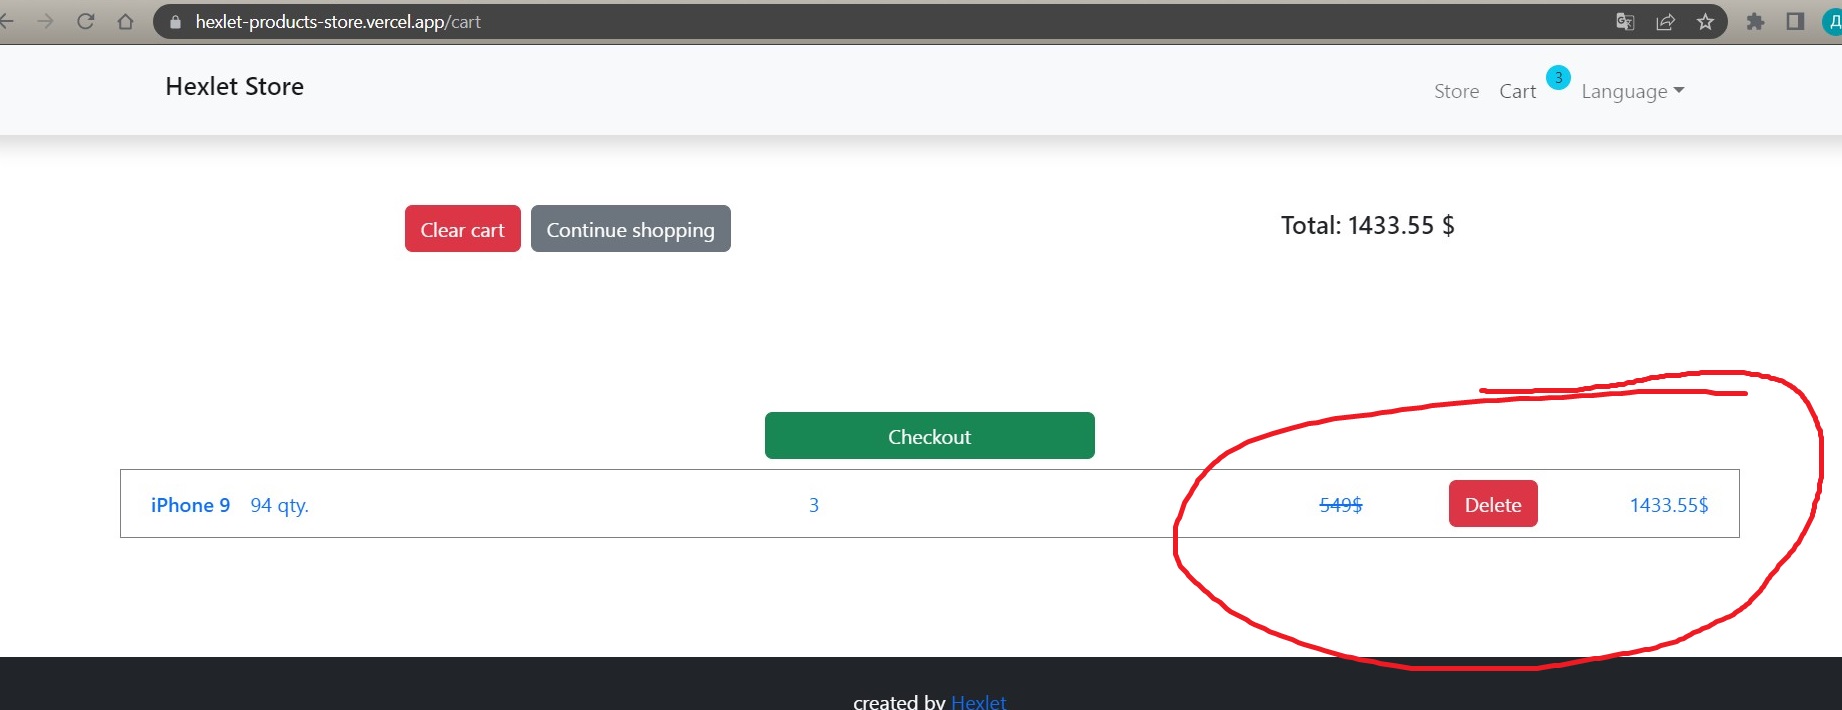 hexlet-products-store.vercel.app/cart
Д
Hexlet Store
Store Cart 3 Language
Clear cart Continue shopping Total: 1433.55 $
Checkout
iPhone 9 94 qty. 3 549$ Delete 1433.55$
created by Hexlet